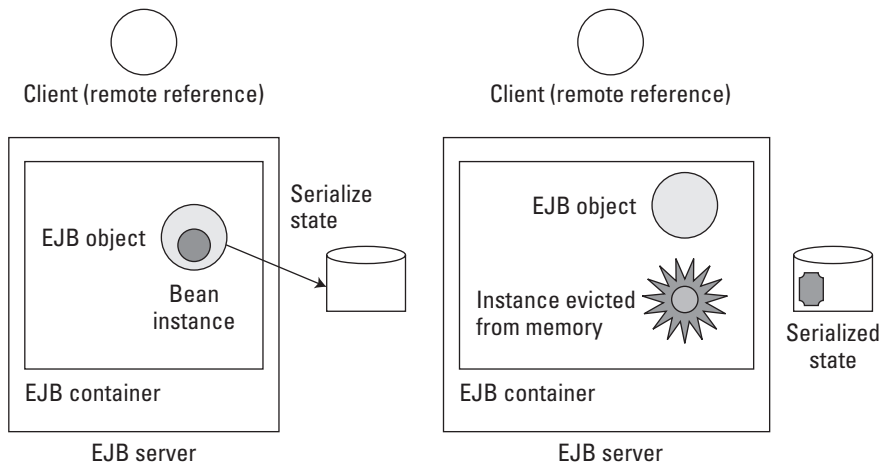 Client (remote reference)
Serialize
state
EJB object
Bean
instance
EJB container
EJB server
Client (remote reference)
EJB object
Instance evicted
from memory
Serialized
state
EJB container
EJB server